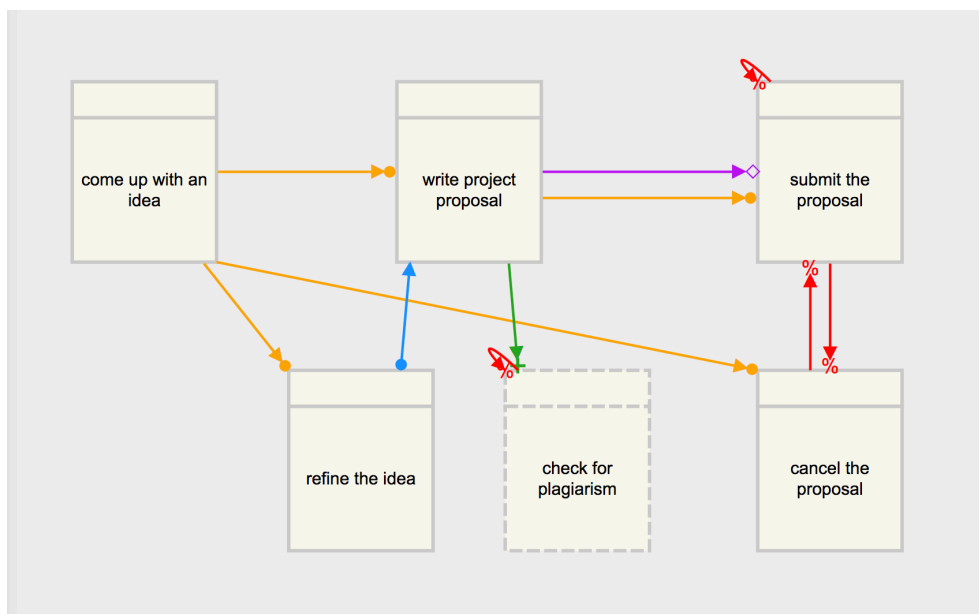 %
come up with an
idea
write project
proposal
submit the
proposal
%
%
%
refine the idea
check for
plagiarism
cancel the
proposal